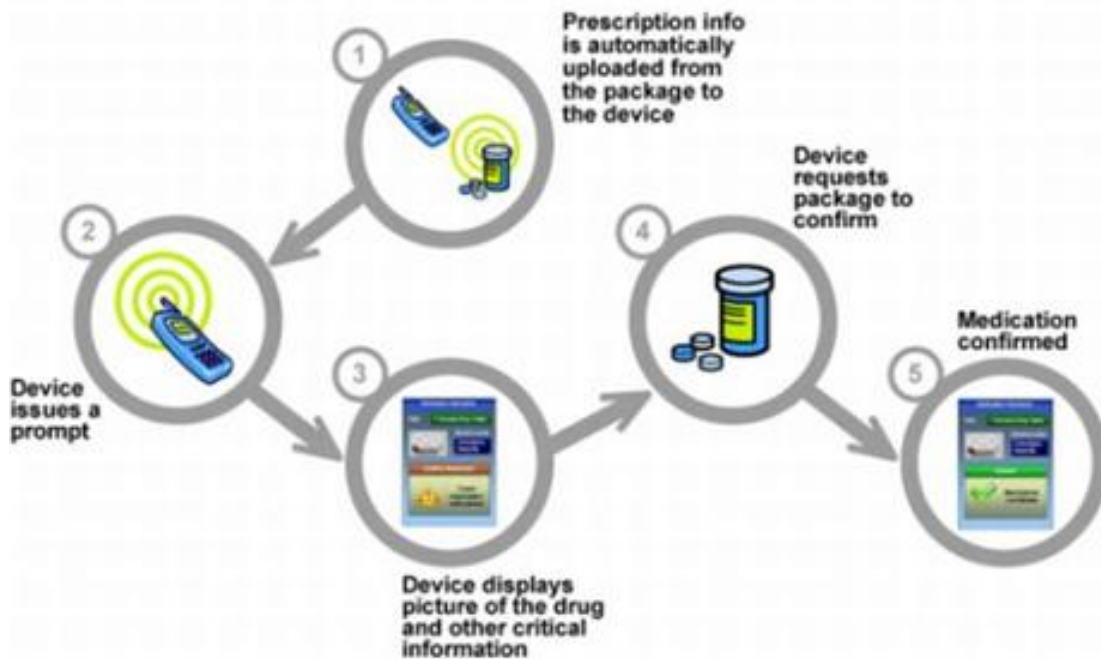 1
Prescription info
is automatically
uploaded from
the package to
the device
2
Device
issues a
prompt
3
Device displays
picture of the drug
and other critical
information
4
Device
requests
package to
confirm
5
Medication
confirmed